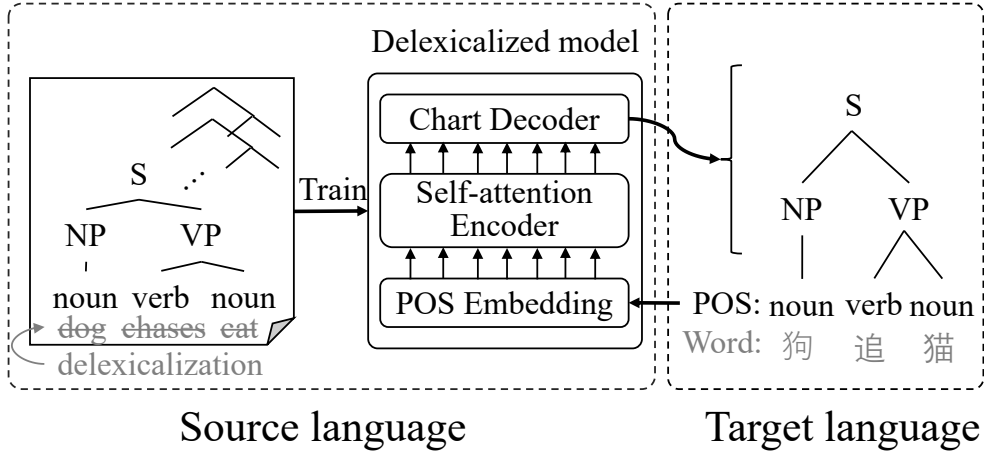 Delexicalized model
Chart Decoder
Self-attention
Encoder
POS Embedding
Train
S
NP VP
noun verb noun
dog chases cat
delexicalization
S
NP VP
POS: noun verb noun
Word: 狗 追 猫
Source language
Target language